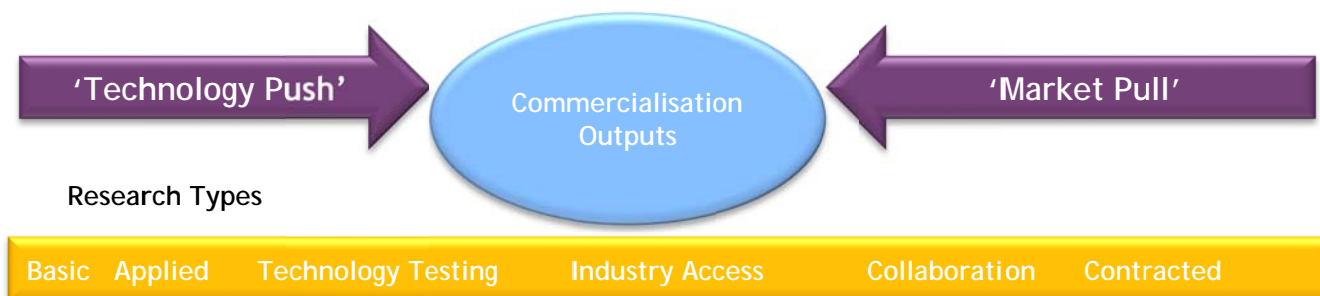 ‘Technology Push’
Commercialisation
Outputs
‘Market Pull’
Research Types
Basic Applied Technology Testing Industry Access Collaboration Contracted